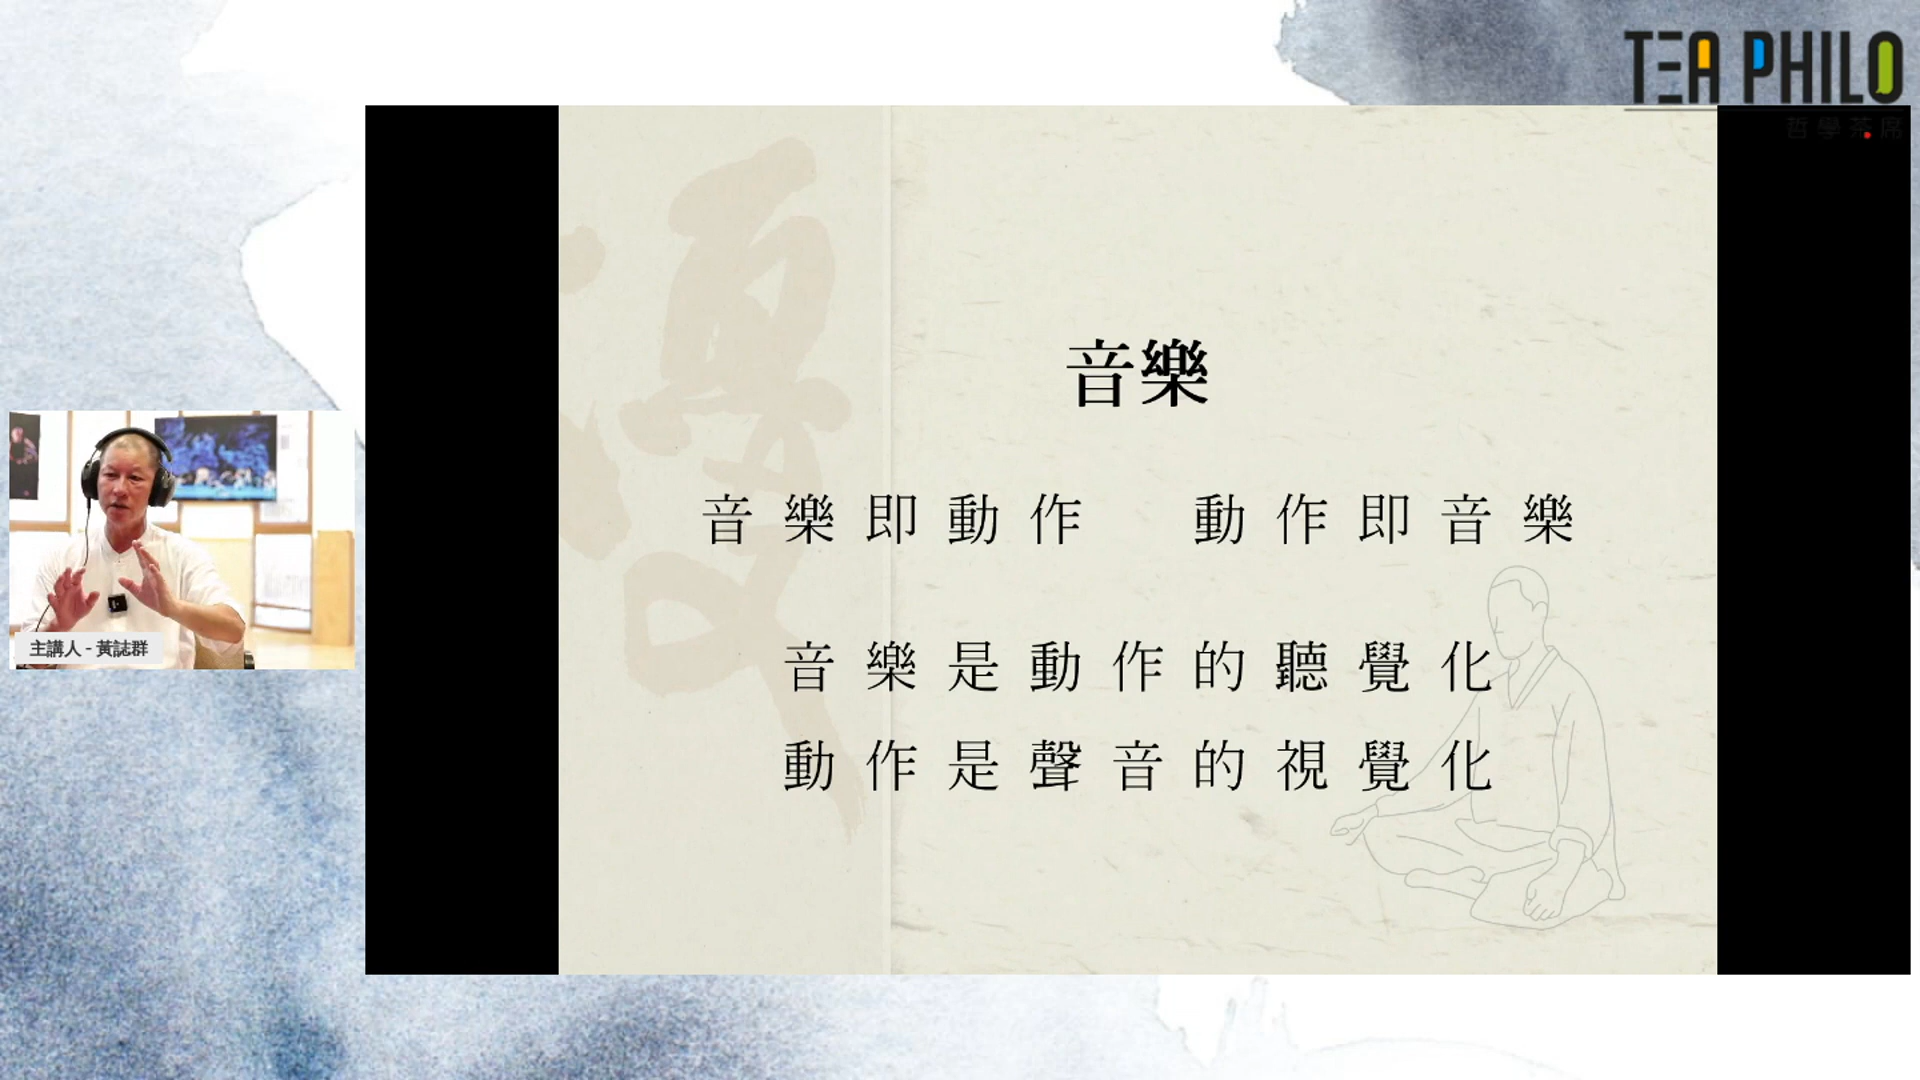 TEA PHILO
哲學茶席
音樂
音樂即動作 動作即音樂
音樂是動作的聽覺化
動作是聲音的視覺化
主講人 - 黃誌群